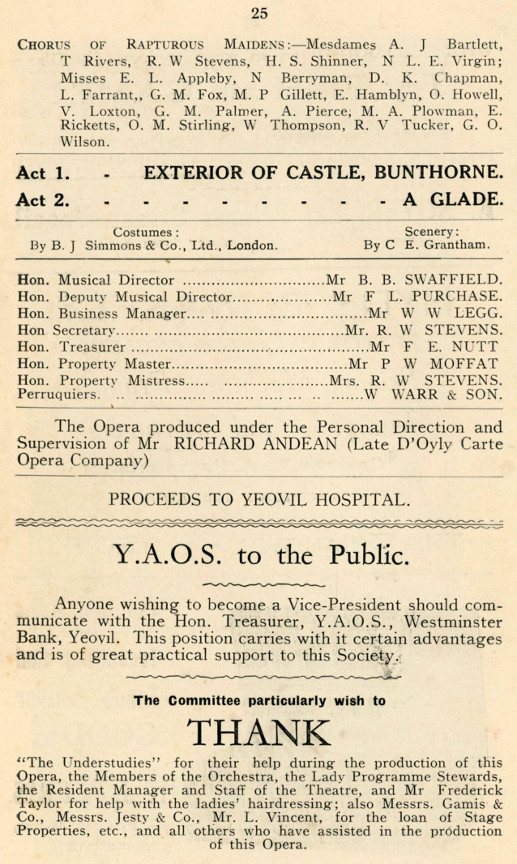 25
CHORUS OF RAPTUROUS MAIDENS:—Mesdames A. J Bartlett,
T Rivers, R. W Stevens, H. S. Shinner, N L. E. Virgin;
Misses E. L. Appleby, N Berryman, D. K. Chapman,
L. Farrant,, G. M. Fox, M. P Gillett, E. Hamblyn, O. Howell,
V. Loxton, G. M. Palmer, A. Pierce, M. A. Plowman, E.
Ricketts, O. M. Stirling, W Thompson, R. V Tucker, G. O.
Wilson.
Act 1. - EXTERIOR OF CASTLE, BUNTHORNE.
Act 2. - - - - - - - - A GLADE.
Costumes: Scenery:
By B. J Simmons & Co., Ltd., London. By C E. Grantham.
Hon. Musical Director ............................Mr B. B. SWAFFIELD.
Hon. Deputy Musical Director....................Mr F L. PURCHASE.
Hon. Business Manager.... ............................Mr W W LEGG.
Hon Secretary....... ...................................Mr. R. W STEVENS.
Hon. Treasurer ...........................................Mr F E. NUTT
Hon. Property Master................................Mr P W MOFFAT
Hon. Property Mistress..... .......................Mrs. R. W STEVENS.
Perruquiers. .. ..............................W WARR & SON.
The Opera produced under the Personal Direction and
Supervision of Mr RICHARD ANDEAN (Late D'Oyly Carte
Opera Company)
PROCEEDS TO YEOVIL HOSPITAL.
Y.A.O.S. to the Public.
Anyone wishing to become a Vice-President should com-
municate with the Hon. Treasurer, Y.A.O.S., Westminster
Bank, Yeovil. This position carries with it certain advantages
and is of great practical support to this Society.
The Committee particularly wish to
THANK
"The Understudies" for their help during the production of this
Opera, the Members of the Orchestra, the Lady Programme Stewards,
the Resident Manager and Staff of the Theatre, and Mr Frederick
Taylor for help with the ladies' hairdressing; also Messrs. Gamis &
Co., Messrs. Jesty & Co., Mr. L. Vincent, for the loan of Stage
Properties, etc., and all others who have assisted in the production
of this Opera.